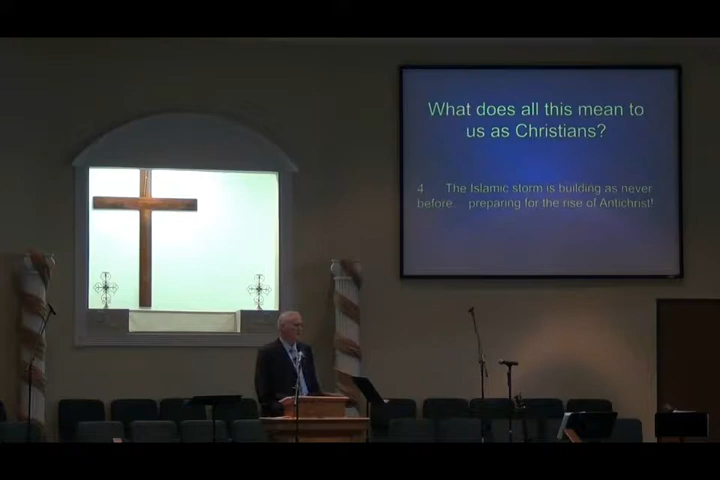 What does all this mean to
us as Christians?
4 The Islamic storm is building as never
before. preparing for the rise of Antichrist!